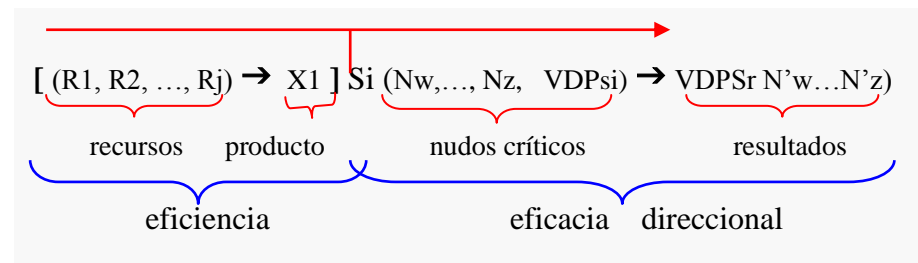 [ (R1, R2, …, Rj) ➔ X1 ] Si (Nw,…, Nz, VDPsi) ➔ VDPSr N’w…N’z)
recursos producto nudos críticos resultados
eficiencia eficacia direccional